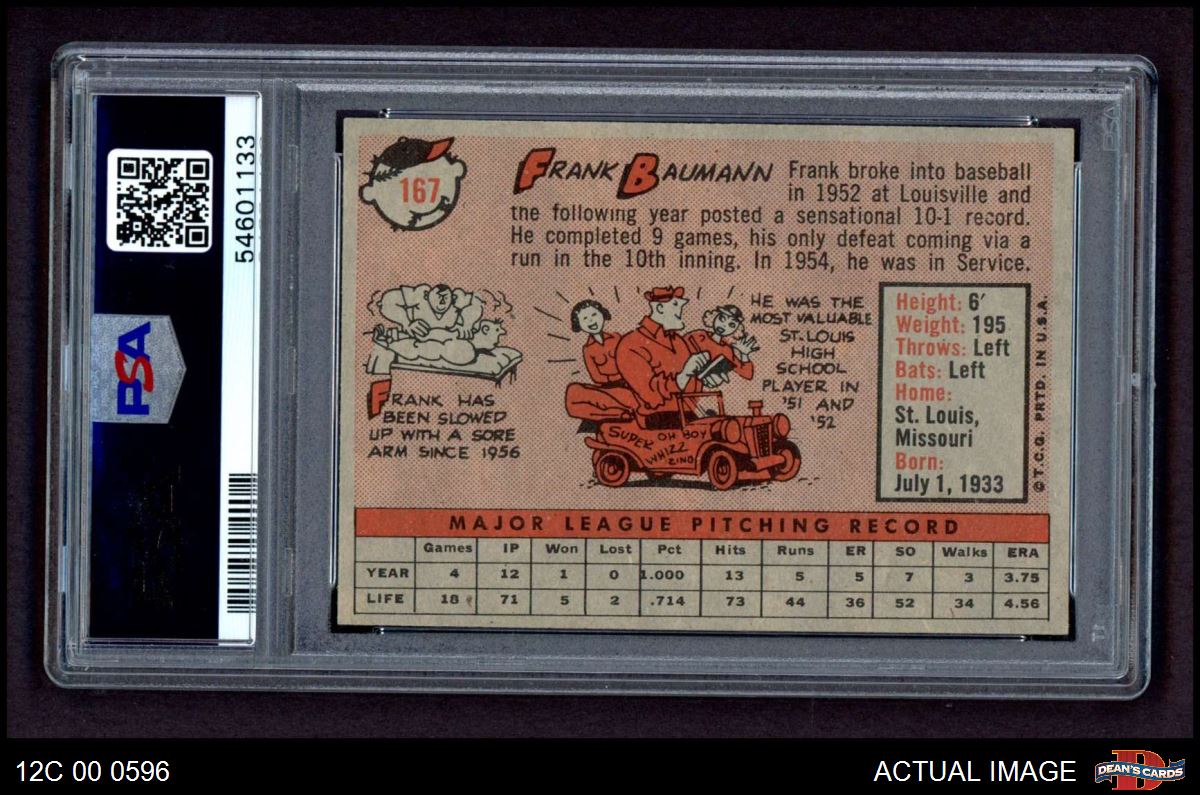 54601133
PSA
167
FRANK BAUMANN Frank broke into baseball
in 1952 at Louisville and
the following year posted a sensational 10-1 record.
He completed 9 games, his only defeat coming via a
run in the 10th inning. In 1954, he was in Service.
FRANK HAS
BEEN SLOWED
UP WITH A SORE
ARM SINCE 1956
SUPER OH BOY
WHIZZ
ZING
HE WAS THE
MOST VALUABLE
ST. LOUIS
HIGH
SCHOOL
PLAYER IN
'51 AND
'52
Height: 6'
Weight: 195
Throws: Left
Bats: Left
Home:
St. Louis,
Missouri
Born:
July 1, 1933
©T.C.G. PRTD. IN U.S.A.
MAJOR LEAGUE PITCHING RECORD
Games IP Won Lost Pct Hits Runs ER SO Walks ERA
YEAR 4 12 1 0 1.000 13 5 5 7 3 3.75
LIFE 18 71 5 2 .714 73 44 36 52 34 4.56
12C 00 0596
ACTUAL IMAGE
DEAN'S CARDS